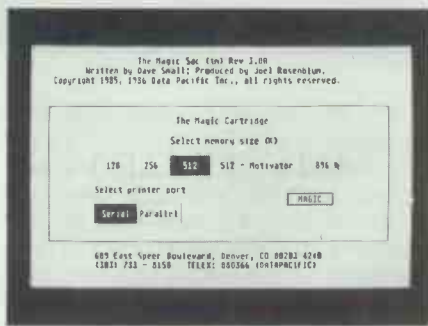 The Magic Sac (tm) Rev 1.00
Written by Dave Small; Produced by Joel Rosenblum.
Copyright 1985, 1986 Data Pacific Inc., all rights reserved.
The Magic Cartridge
Select memory size (K)
128 256 512 512 - Motivator 896
Select printer port
MAGIC
Serial Parallel
609 East Speer Boulevard, Denver, CO 80203 4240
(303) 733 - 8158 TELEX: 880366 (DATAPACIFIC)